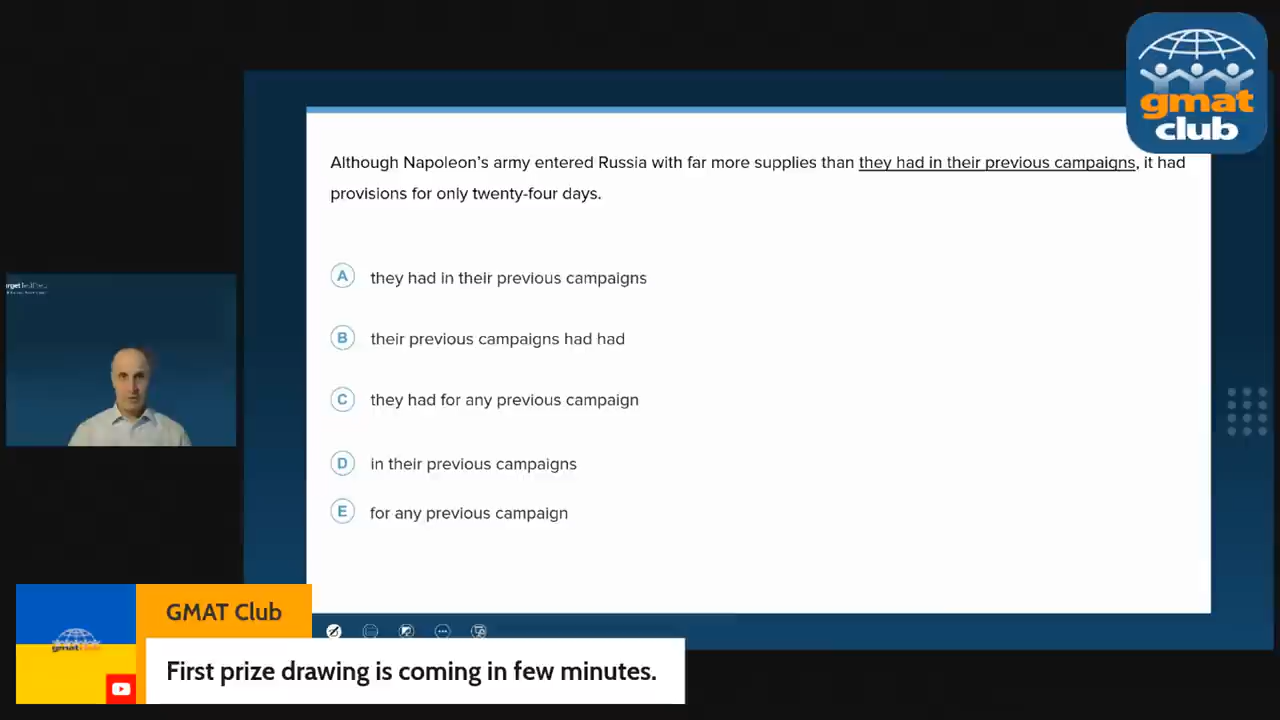 gmat
club
Although Napoleon's army entered Russia with far more supplies than they had in their previous campaigns, it had
provisions for only twenty-four days.
A they had in their previous campaigns
B their previous campaigns had had
C they had for any previous campaign
D in their previous campaigns
E for any previous campaign
gmat club
GMAT Club
First prize drawing is coming in few minutes.